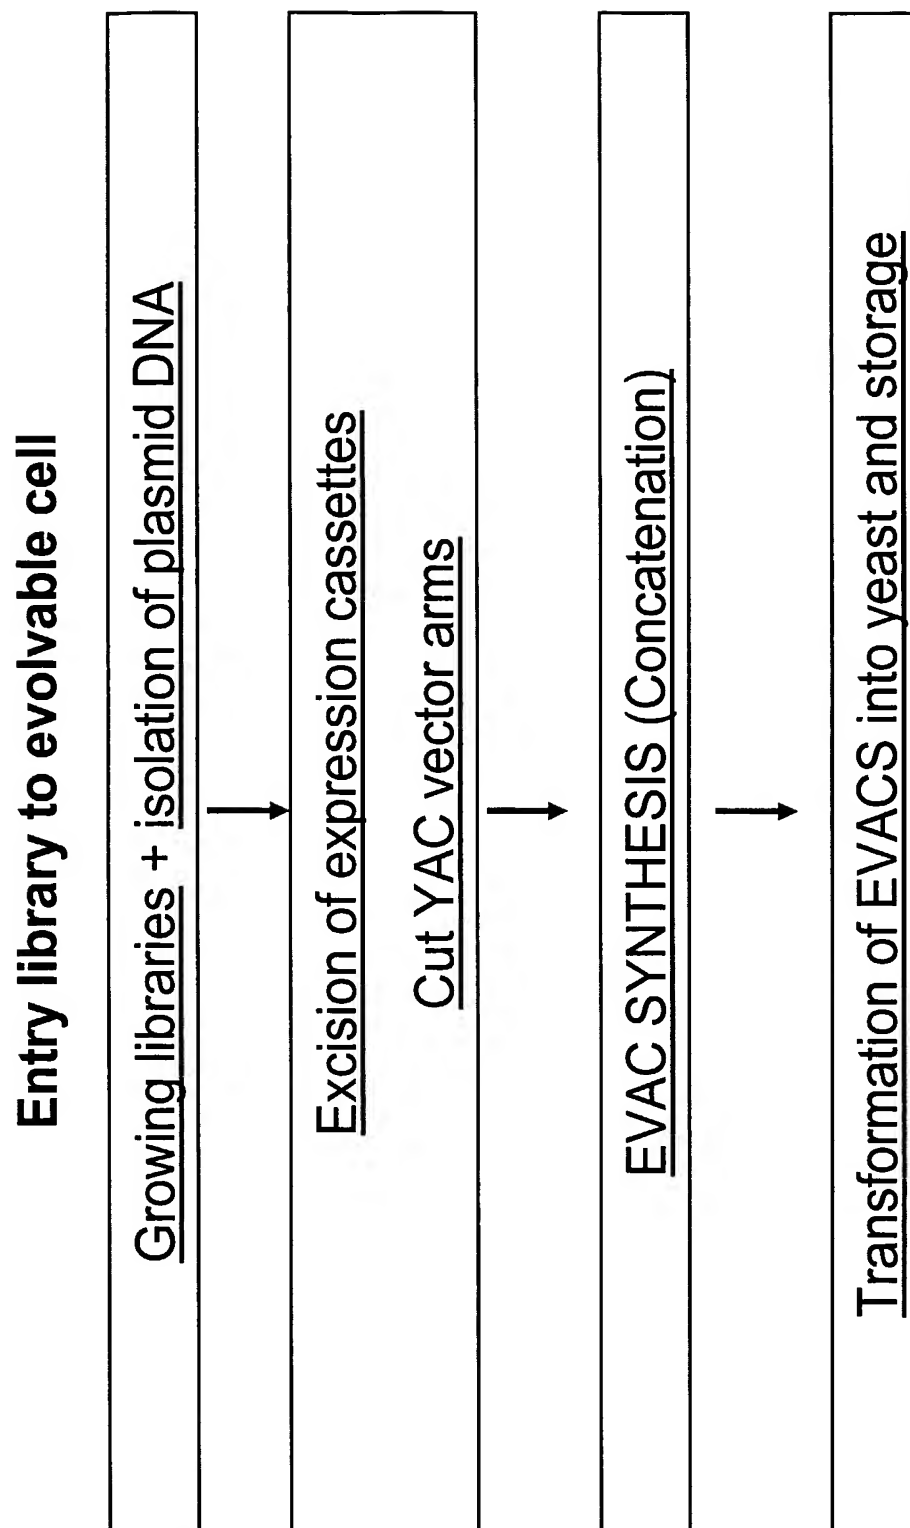 Entry library to evolvable cell
Growing libraries + isolation of plasmid DNA
Excision of expression cassettes
Cut YAC vector arms
EVAC SYNTHESIS (Concatenation)
Transformation of EVACS into yeast and storage